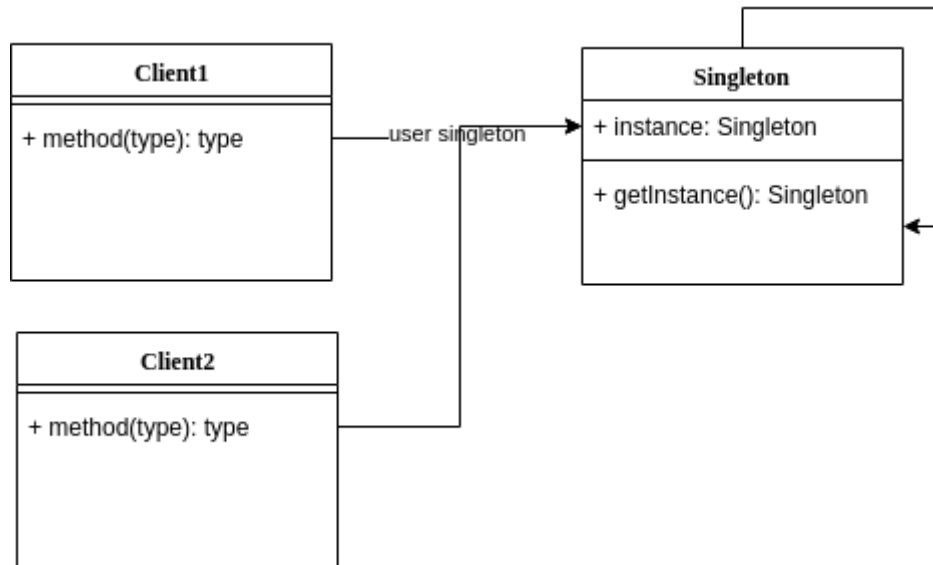 Client1
+ method(type): type
user singleton
Singleton
+ instance: Singleton
+ getInstance(): Singleton
Client2
+ method(type): type